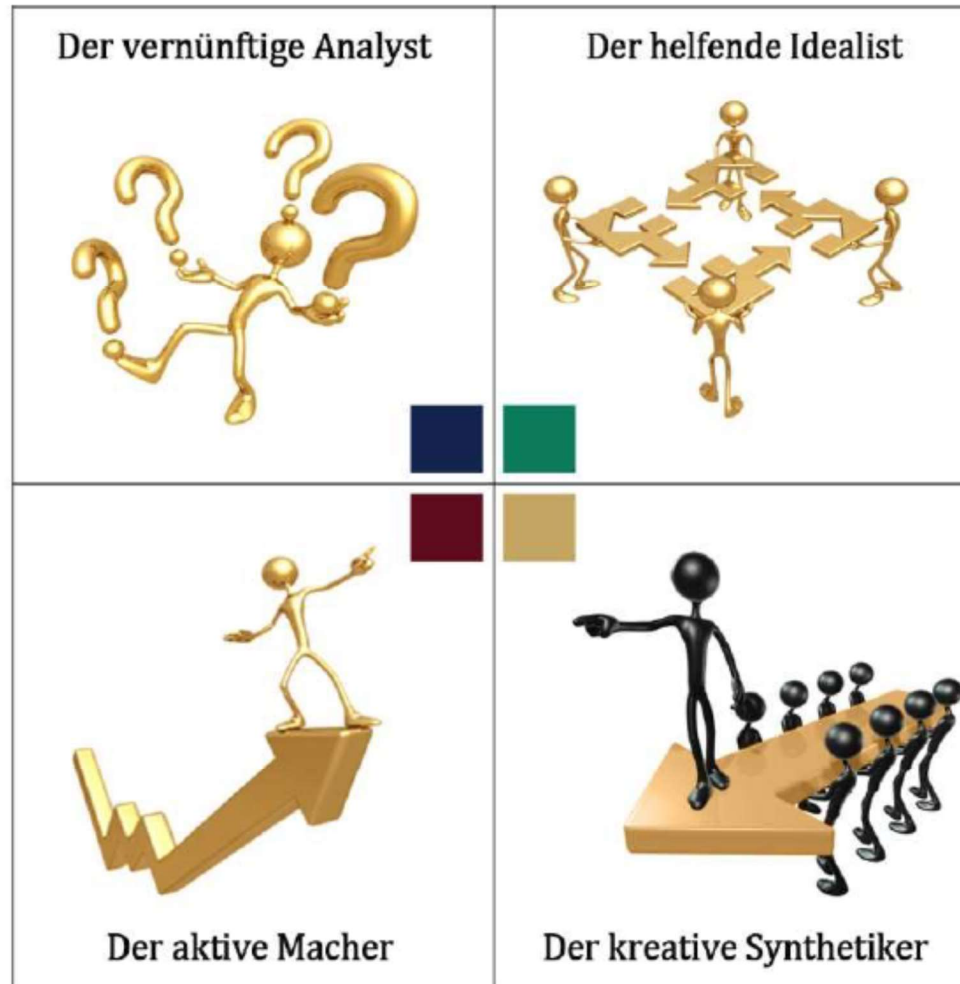 Der vernünftige Analyst
Der helfende Idealist
Der aktive Macher
Der kreative Synthetiker